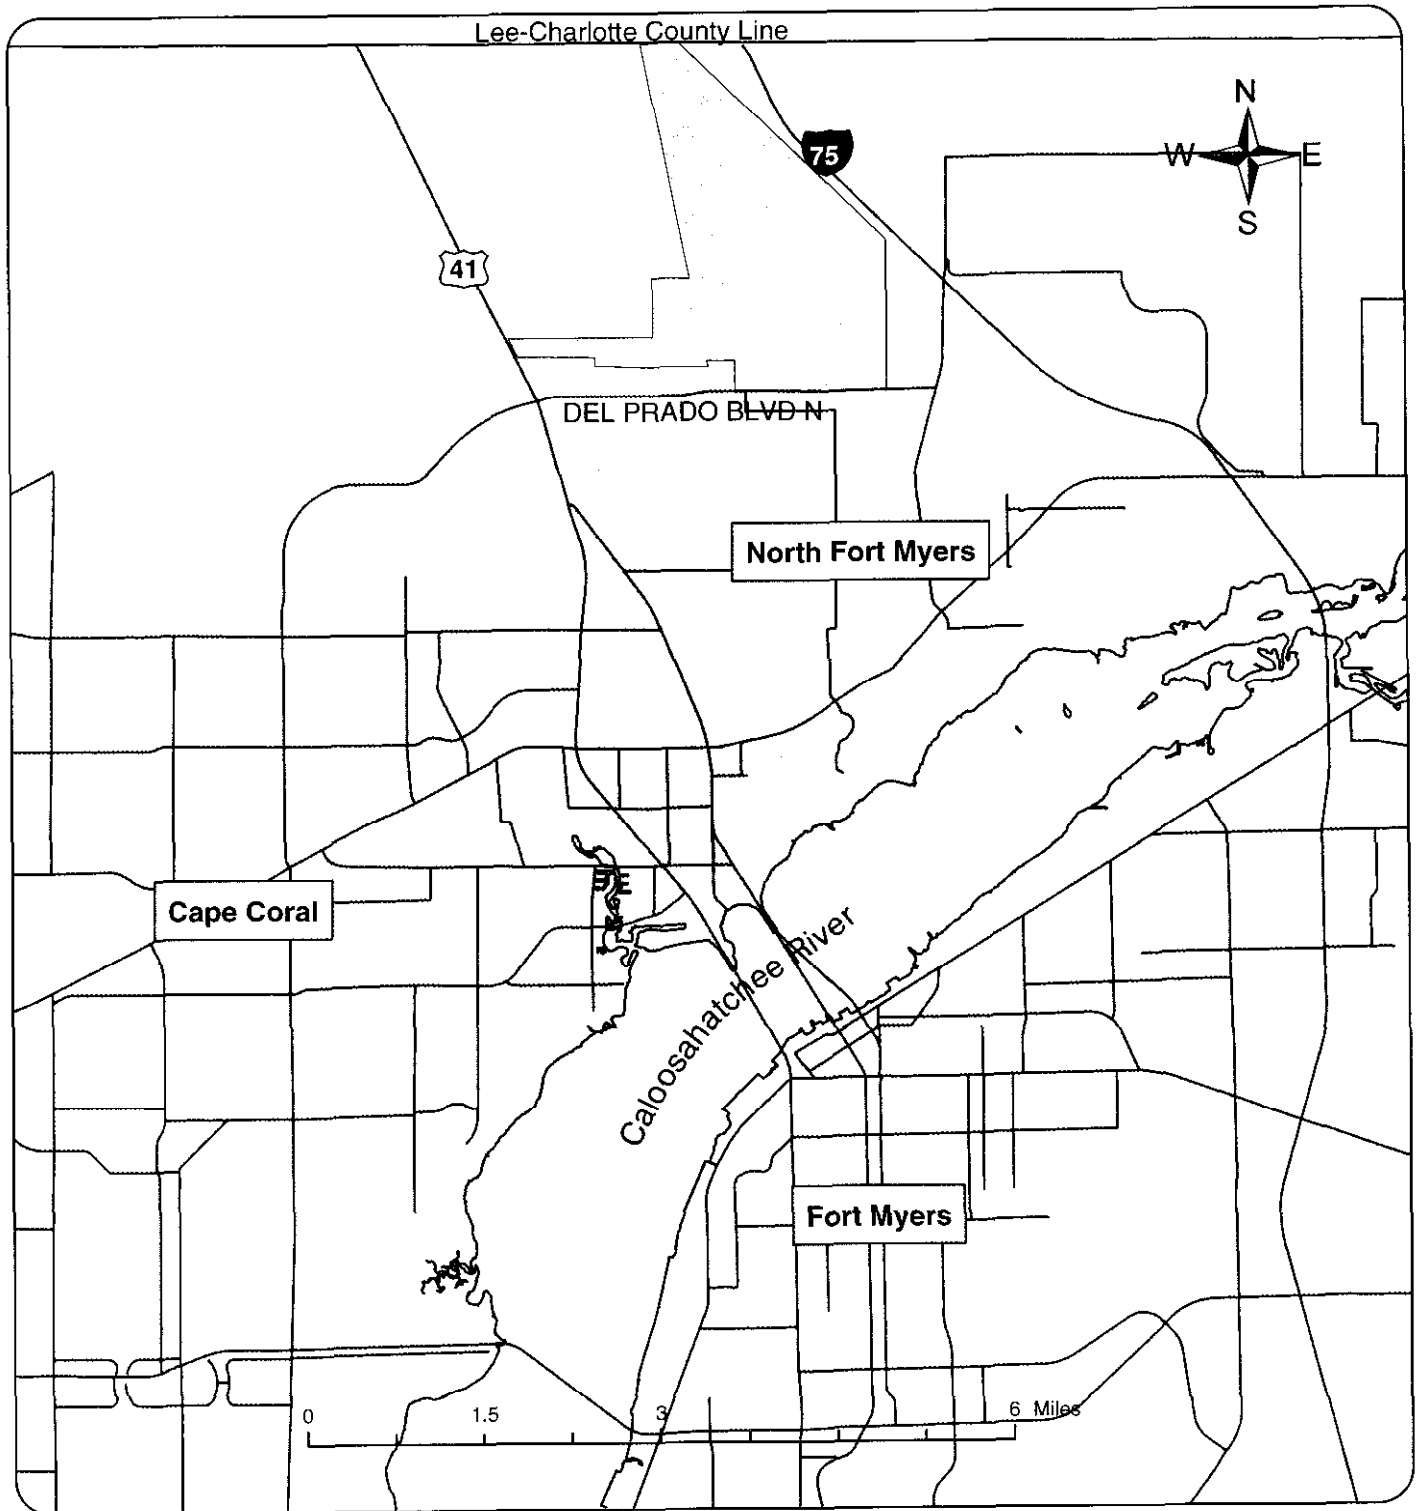 Lee-Charlotte County Line
N
75
W E
S
41
DEL PRADO BLVD N
North Fort Myers
Cape Coral
Caloosahatchee River
Fort Myers
0 1.5 3 6 Miles